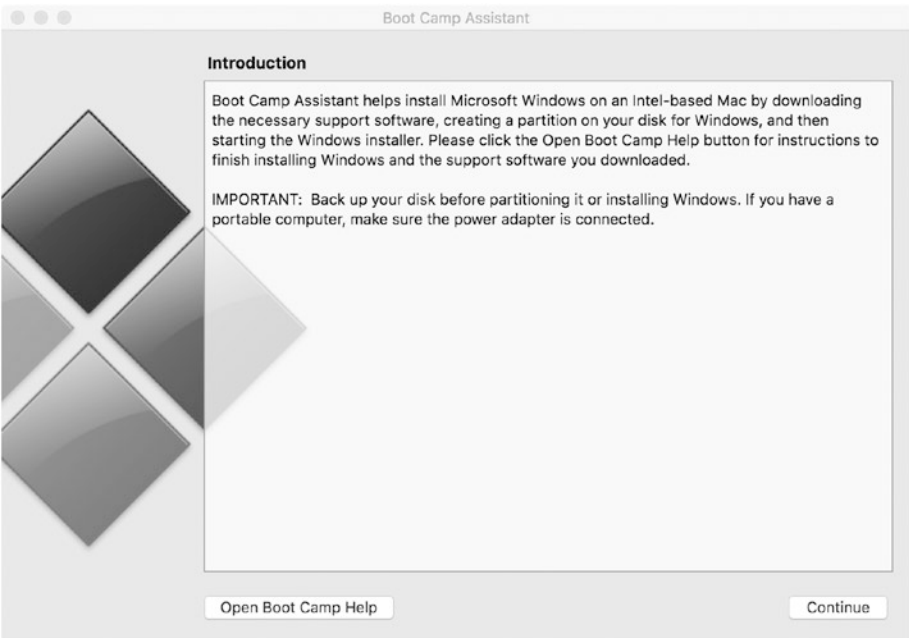 Boot Camp Assistant
Introduction
Boot Camp Assistant helps install Microsoft Windows on an Intel-based Mac by downloading
the necessary support software, creating a partition on your disk for Windows, and then
starting the Windows installer. Please click the Open Boot Camp Help button for instructions to
finish installing Windows and the support software you downloaded.
IMPORTANT:  Back up your disk before partitioning it or installing Windows. If you have a
portable computer, make sure the power adapter is connected.
Open Boot Camp Help
Continue